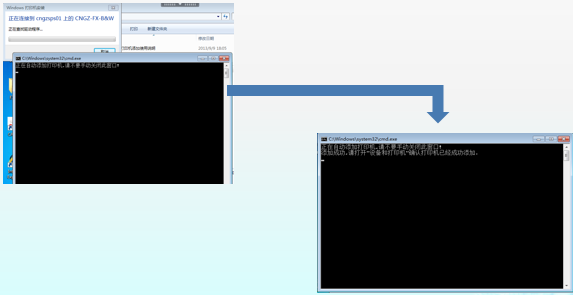 Windows 打印机安装
正在连接到 cngzsps01 上的 CNGZ-FX-B&W
正在查找驱动程序...
取消
打印
新建文件夹
修改日期
打印机添加使用说明
2013/9/9 18:05
C:\Windows\system32\cmd.exe
正在自动添加打印机,请不要手动关闭此窗口!
C:\Windows\system32\cmd.exe
正在自动添加打印机,请不要手动关闭此窗口!
添加成功,请打开"设备和打印机"确认打印机已经成功添加.